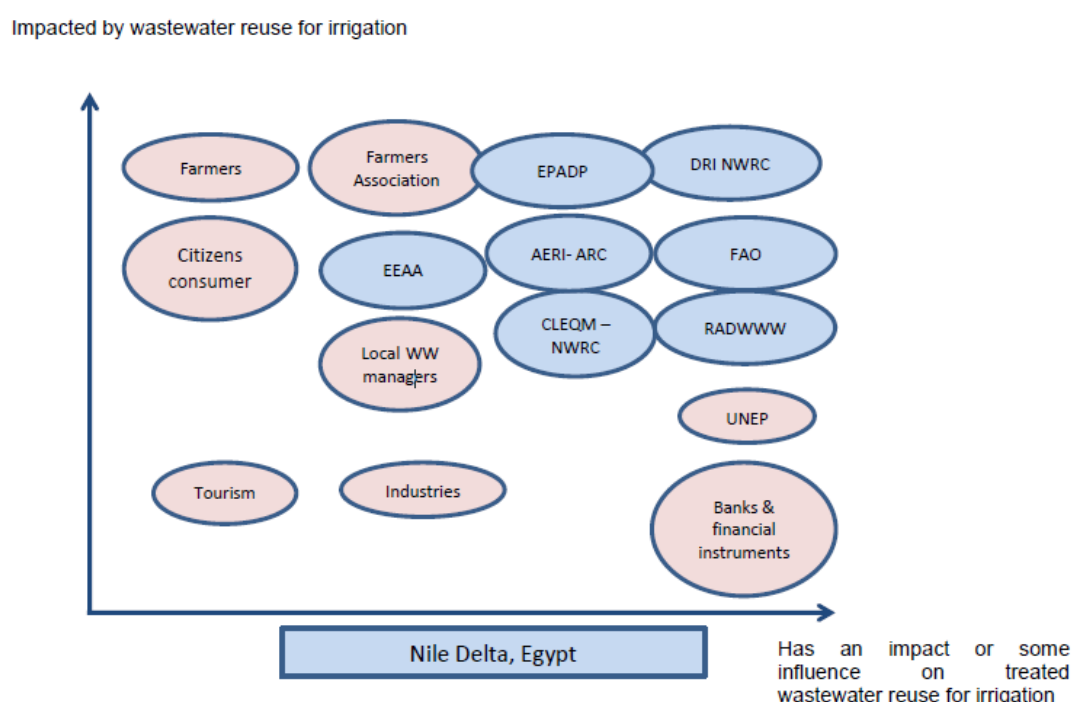 Impacted by wastewater reuse for irrigation
Farmers
Farmers
Association
EPADP
DRI NWRC
Citizens
consumer
EEAA
AERI- ARC
FAO
CLEQM –
NWRC
RADWWW
Local WW
managers
UNEP
Tourism
Industries
Banks &
financial
instruments
Nile Delta, Egypt
Has an impact or some
influence on treated
wastewater reuse for irrigation